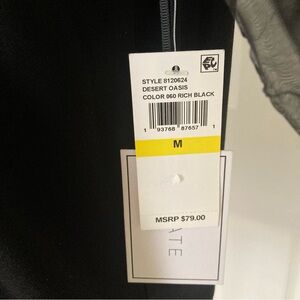 STYLE 8120624
DESERT OASIS
COLOR 060 RICH BLACK
1 93768 87657 1
M
MSRP $79.00
ATE